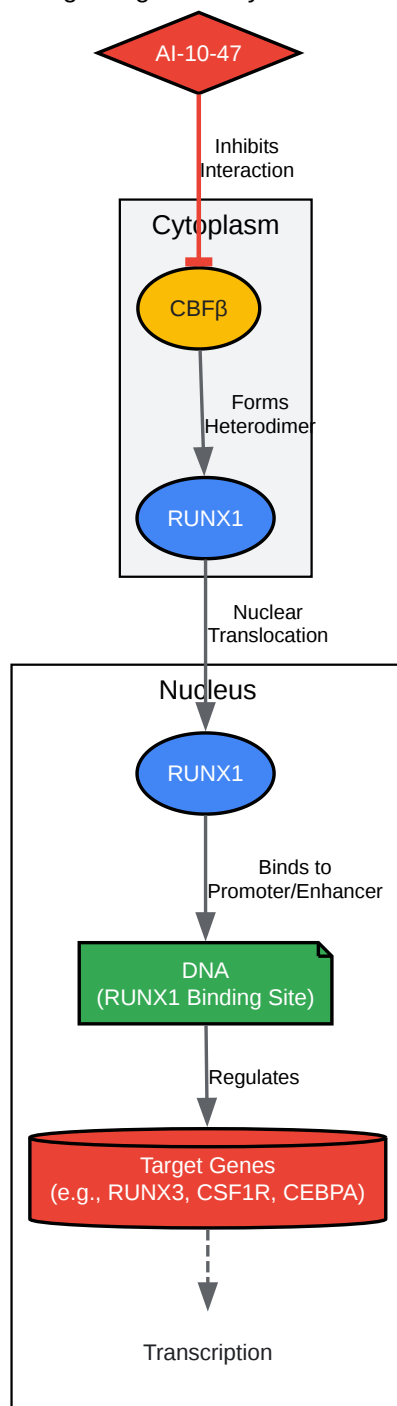 AI-10-47
Inhibits
Interaction
Cytoplasm
CBFβ
Forms
Heterodimer
RUNX1
Nuclear
Translocation
Nucleus
RUNX1
Binds to
Promoter/Enhancer
DNA
(RUNX1 Binding Site)
Regulates
Target Genes
(e.g., RUNX3, CSF1R, CEBPA)
Transcription